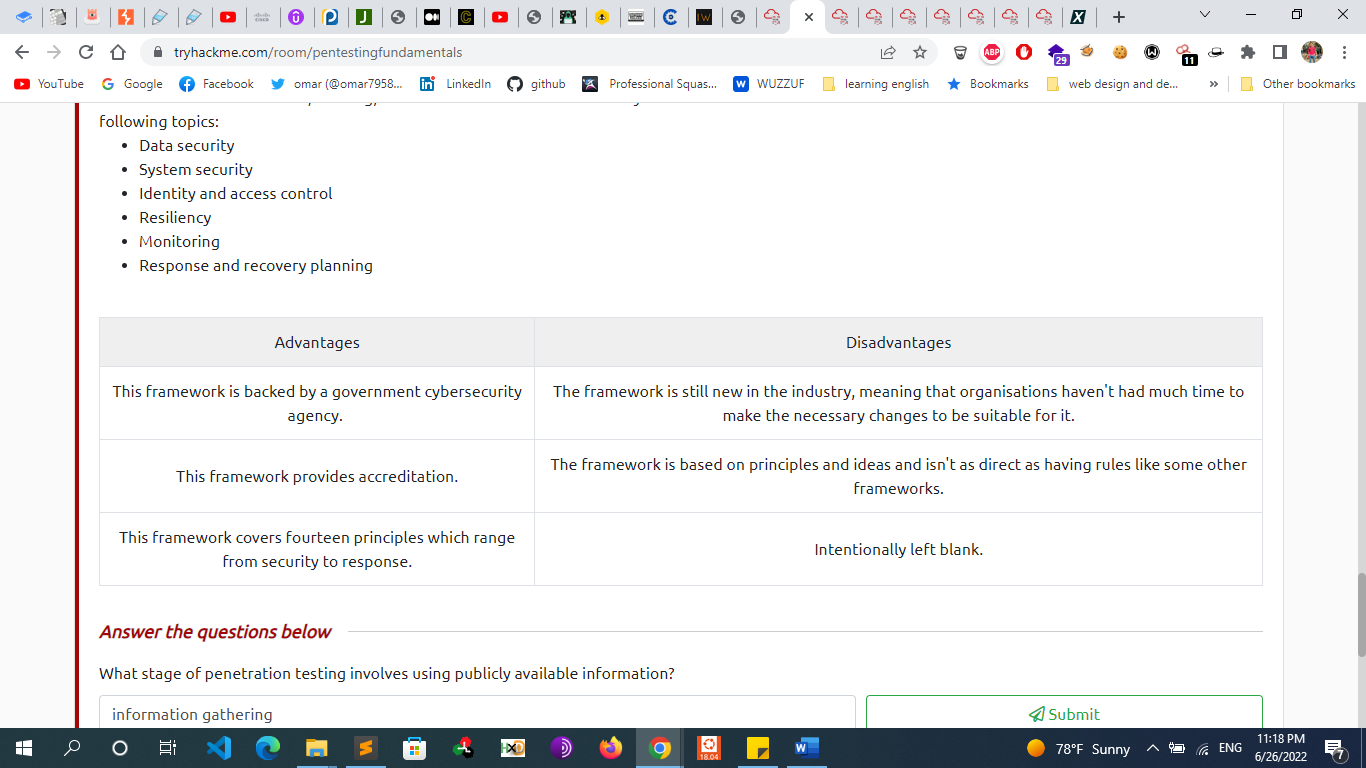 tryhackme.com/room/pentestingfundamentals
ABP
29
11
YouTube
Google
Facebook
omar (@omar7958...
LinkedIn
github
Professional Squas...
WUZZUF
learning english
Bookmarks
web design and de...
»
Other bookmarks
following topics:
• Data security
• System security
• Identity and access control
• Resiliency
• Monitoring
• Response and recovery planning
Advantages
Disadvantages
This framework is backed by a government cybersecurity
agency.
The framework is still new in the industry, meaning that organisations haven't had much time to
make the necessary changes to be suitable for it.
This framework provides accreditation.
The framework is based on principles and ideas and isn't as direct as having rules like some other
frameworks.
This framework covers fourteen principles which range
from security to response.
Intentionally left blank.
Answer the questions below
What stage of penetration testing involves using publicly available information?
information gathering
Submit
18.04
78°F Sunny
ENG
11:18 PM
6/26/2022
7